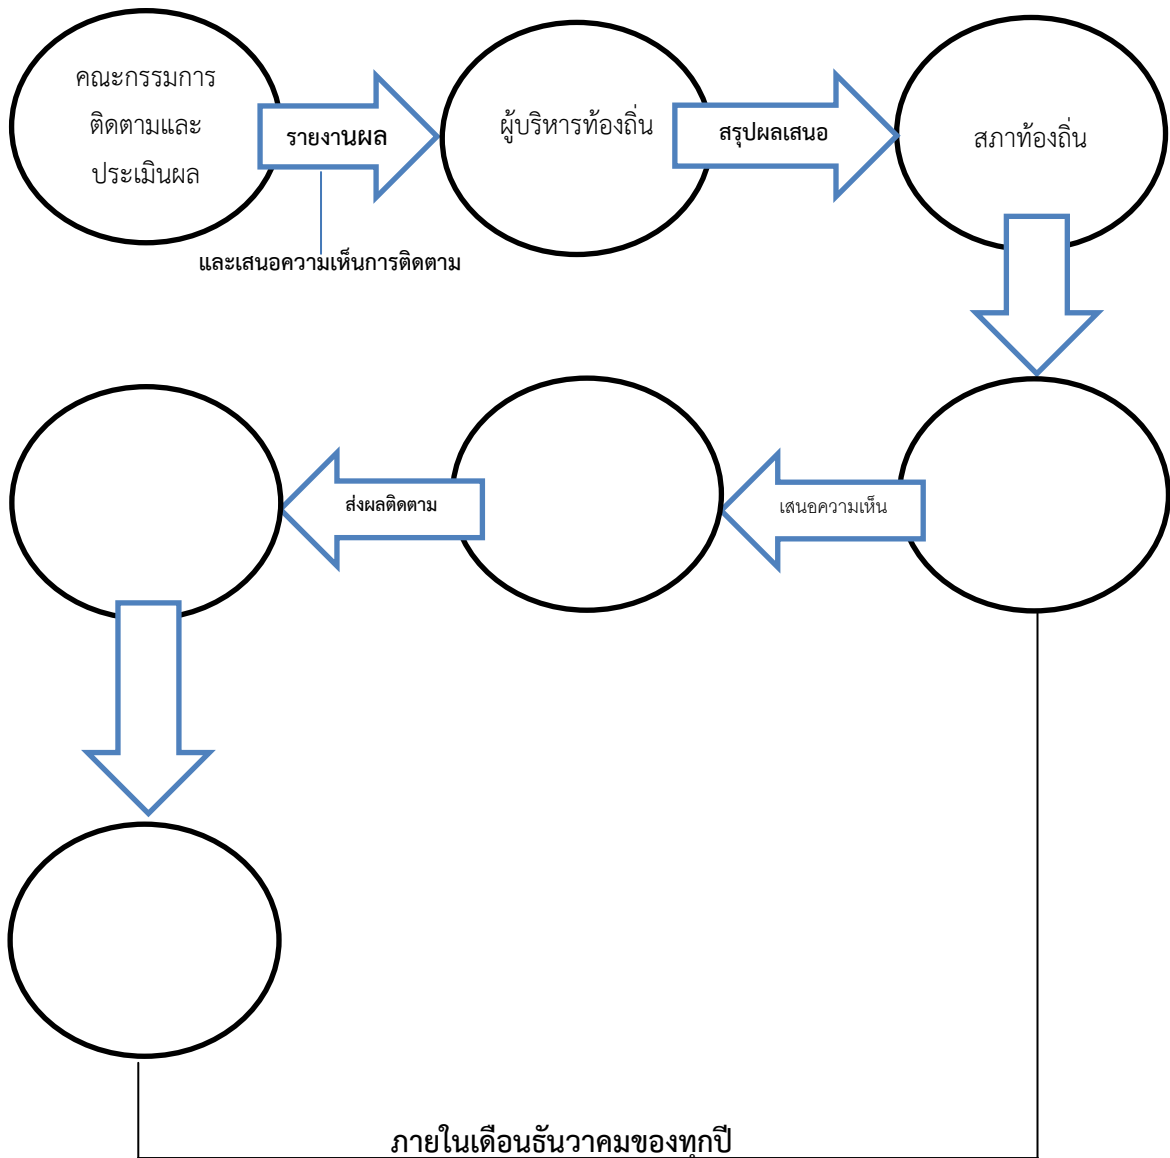 คณะกรรมการ
ติดตามและ
ประเมินผล
รายงานผล
และเสนอความเห็นการติดตาม
ผู้บริหารท้องถิ่น
สรุปผลเสนอ
สภาท้องถิ่น
เสนอความเห็น
ส่งผลติดตาม
ภายในเดือนธันวาคมของทุกปี